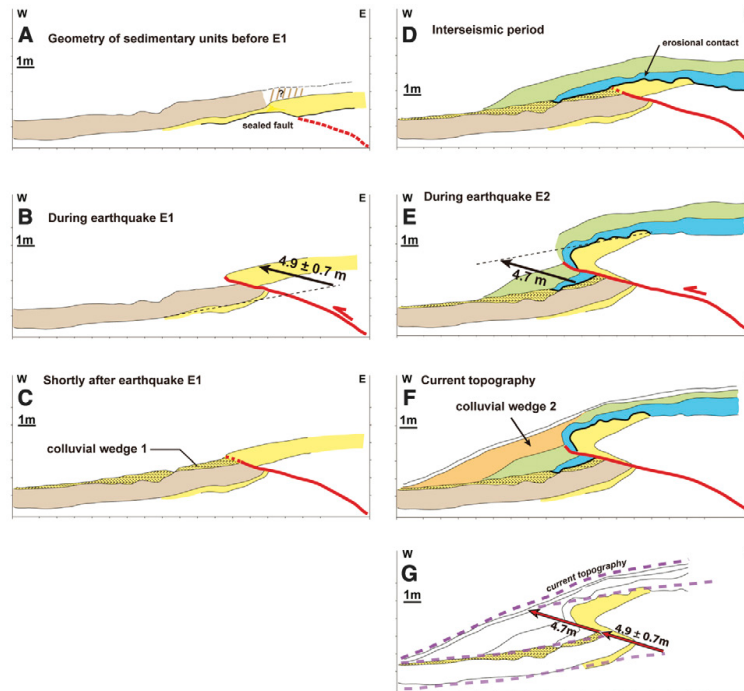 W
E
A
Geometry of sedimentary units before E1
1m
?
sealed fault
W
E
B
During earthquake E1
1m
4.9 ± 0.7 m
W
E
C
Shortly after earthquake E1
1m
colluvial wedge 1
W
E
D
Interseismic period
1m
erosional contact
W
E
E
During earthquake E2
1m
4.7 m
W
E
F
Current topography
1m
colluvial wedge 2
W
G
1m
current topography
4.7m
4.9 ± 0.7m